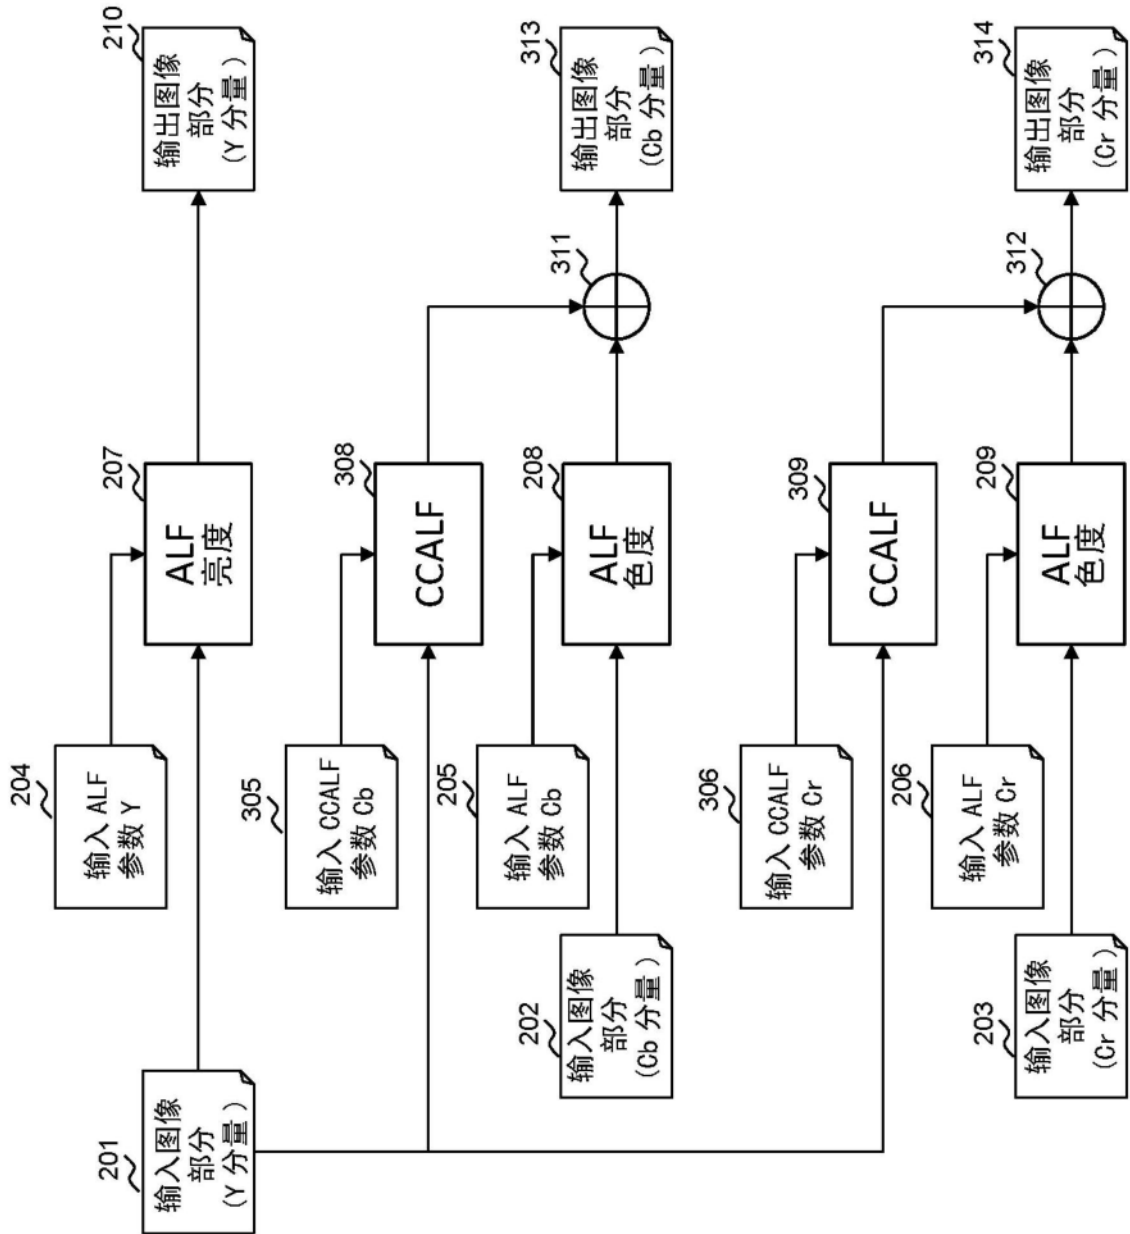 201
输入图像
部分
(Y 分量)
204
输入 ALF
参数 Y
207
ALF
亮度
210
输出图像
部分
(Y 分量)
305
输入 CCALF
参数 Cb
308
CCALF
202
输入图像
部分
(Cb 分量)
205
输入 ALF
参数 Cb
208
ALF
色度
311
313
输出图像
部分
(Cb 分量)
306
输入 CCALF
参数 Cr
309
CCALF
203
输入图像
部分
(Cr 分量)
206
输入 ALF
参数 Cr
209
ALF
色度
312
314
输出图像
部分
(Cr 分量)